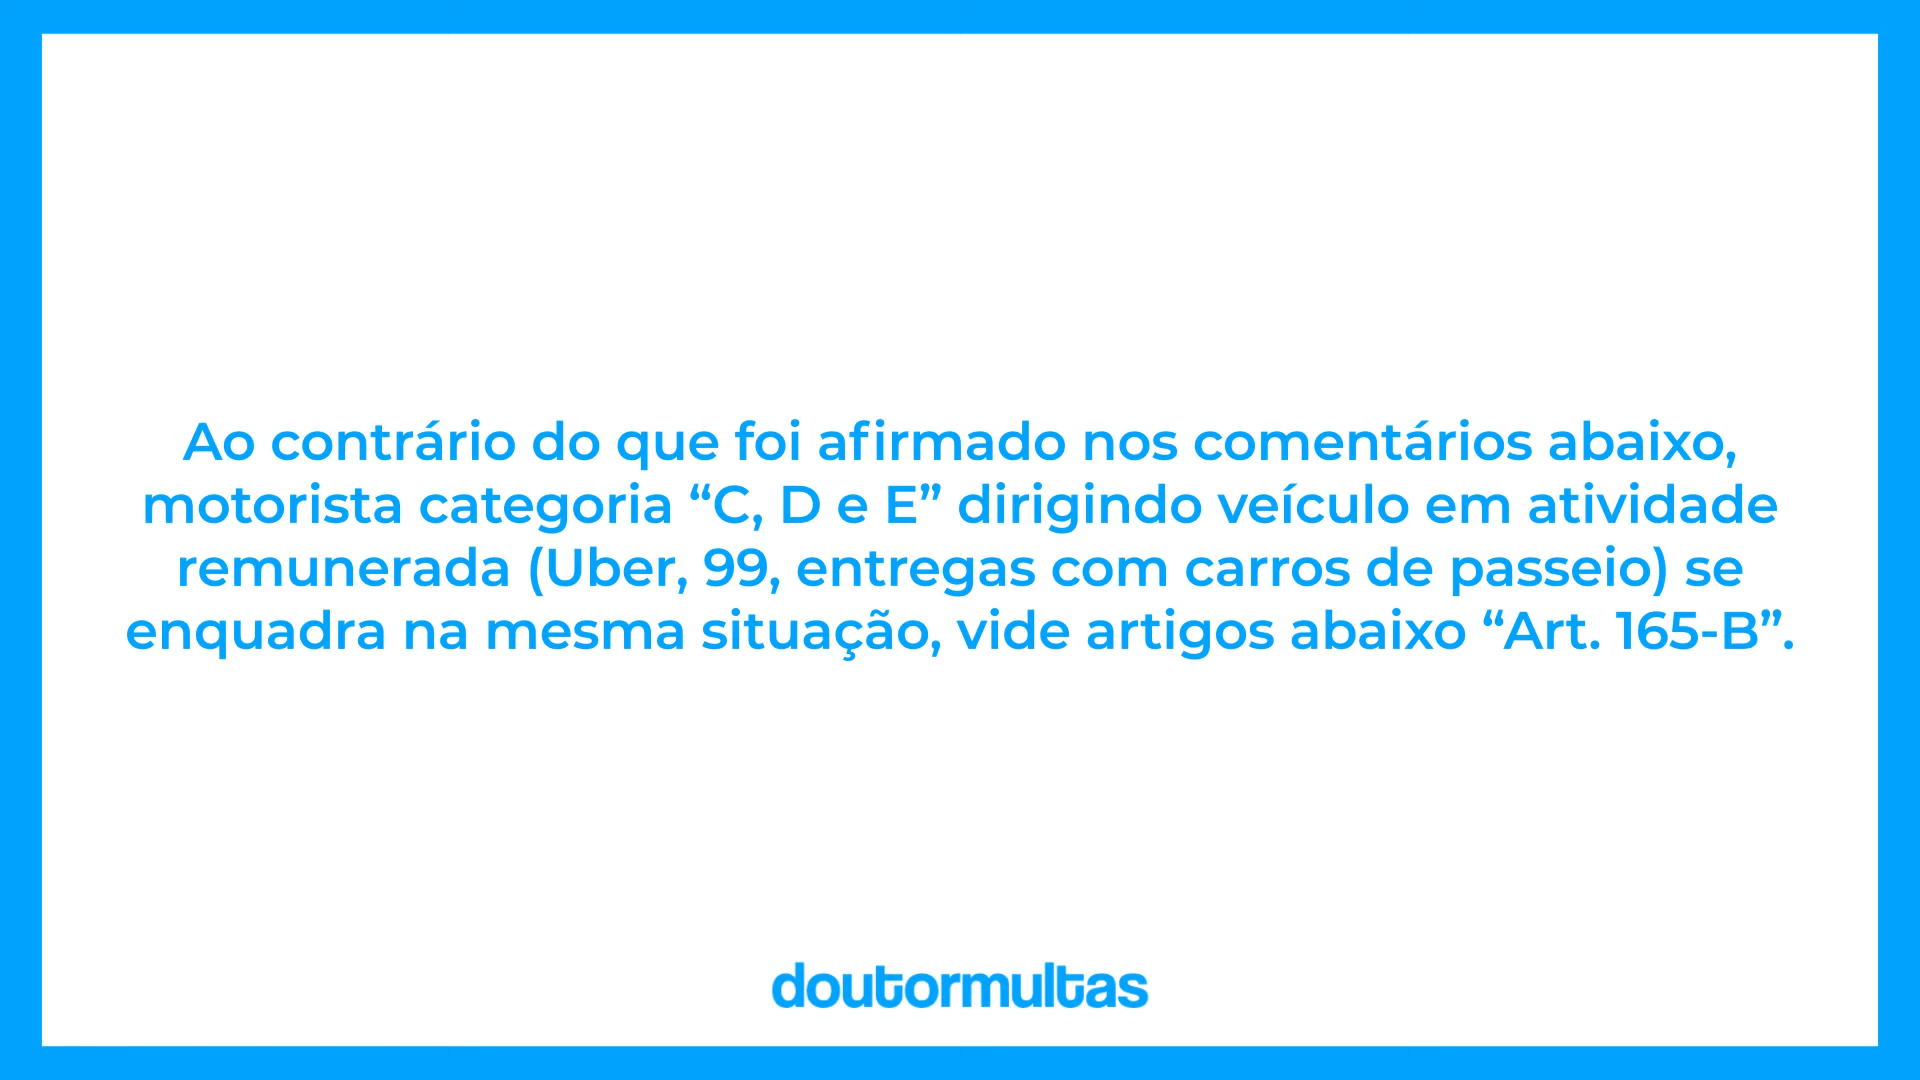 Ao contrário do que foi afirmado nos comentários abaixo,
motorista categoria “C, D e E” dirigindo veículo em atividade
remunerada (Uber, 99, entregas com carros de passeio) se
enquadra na mesma situação, vide artigos abaixo “Art. 165-B”.
doutormultas